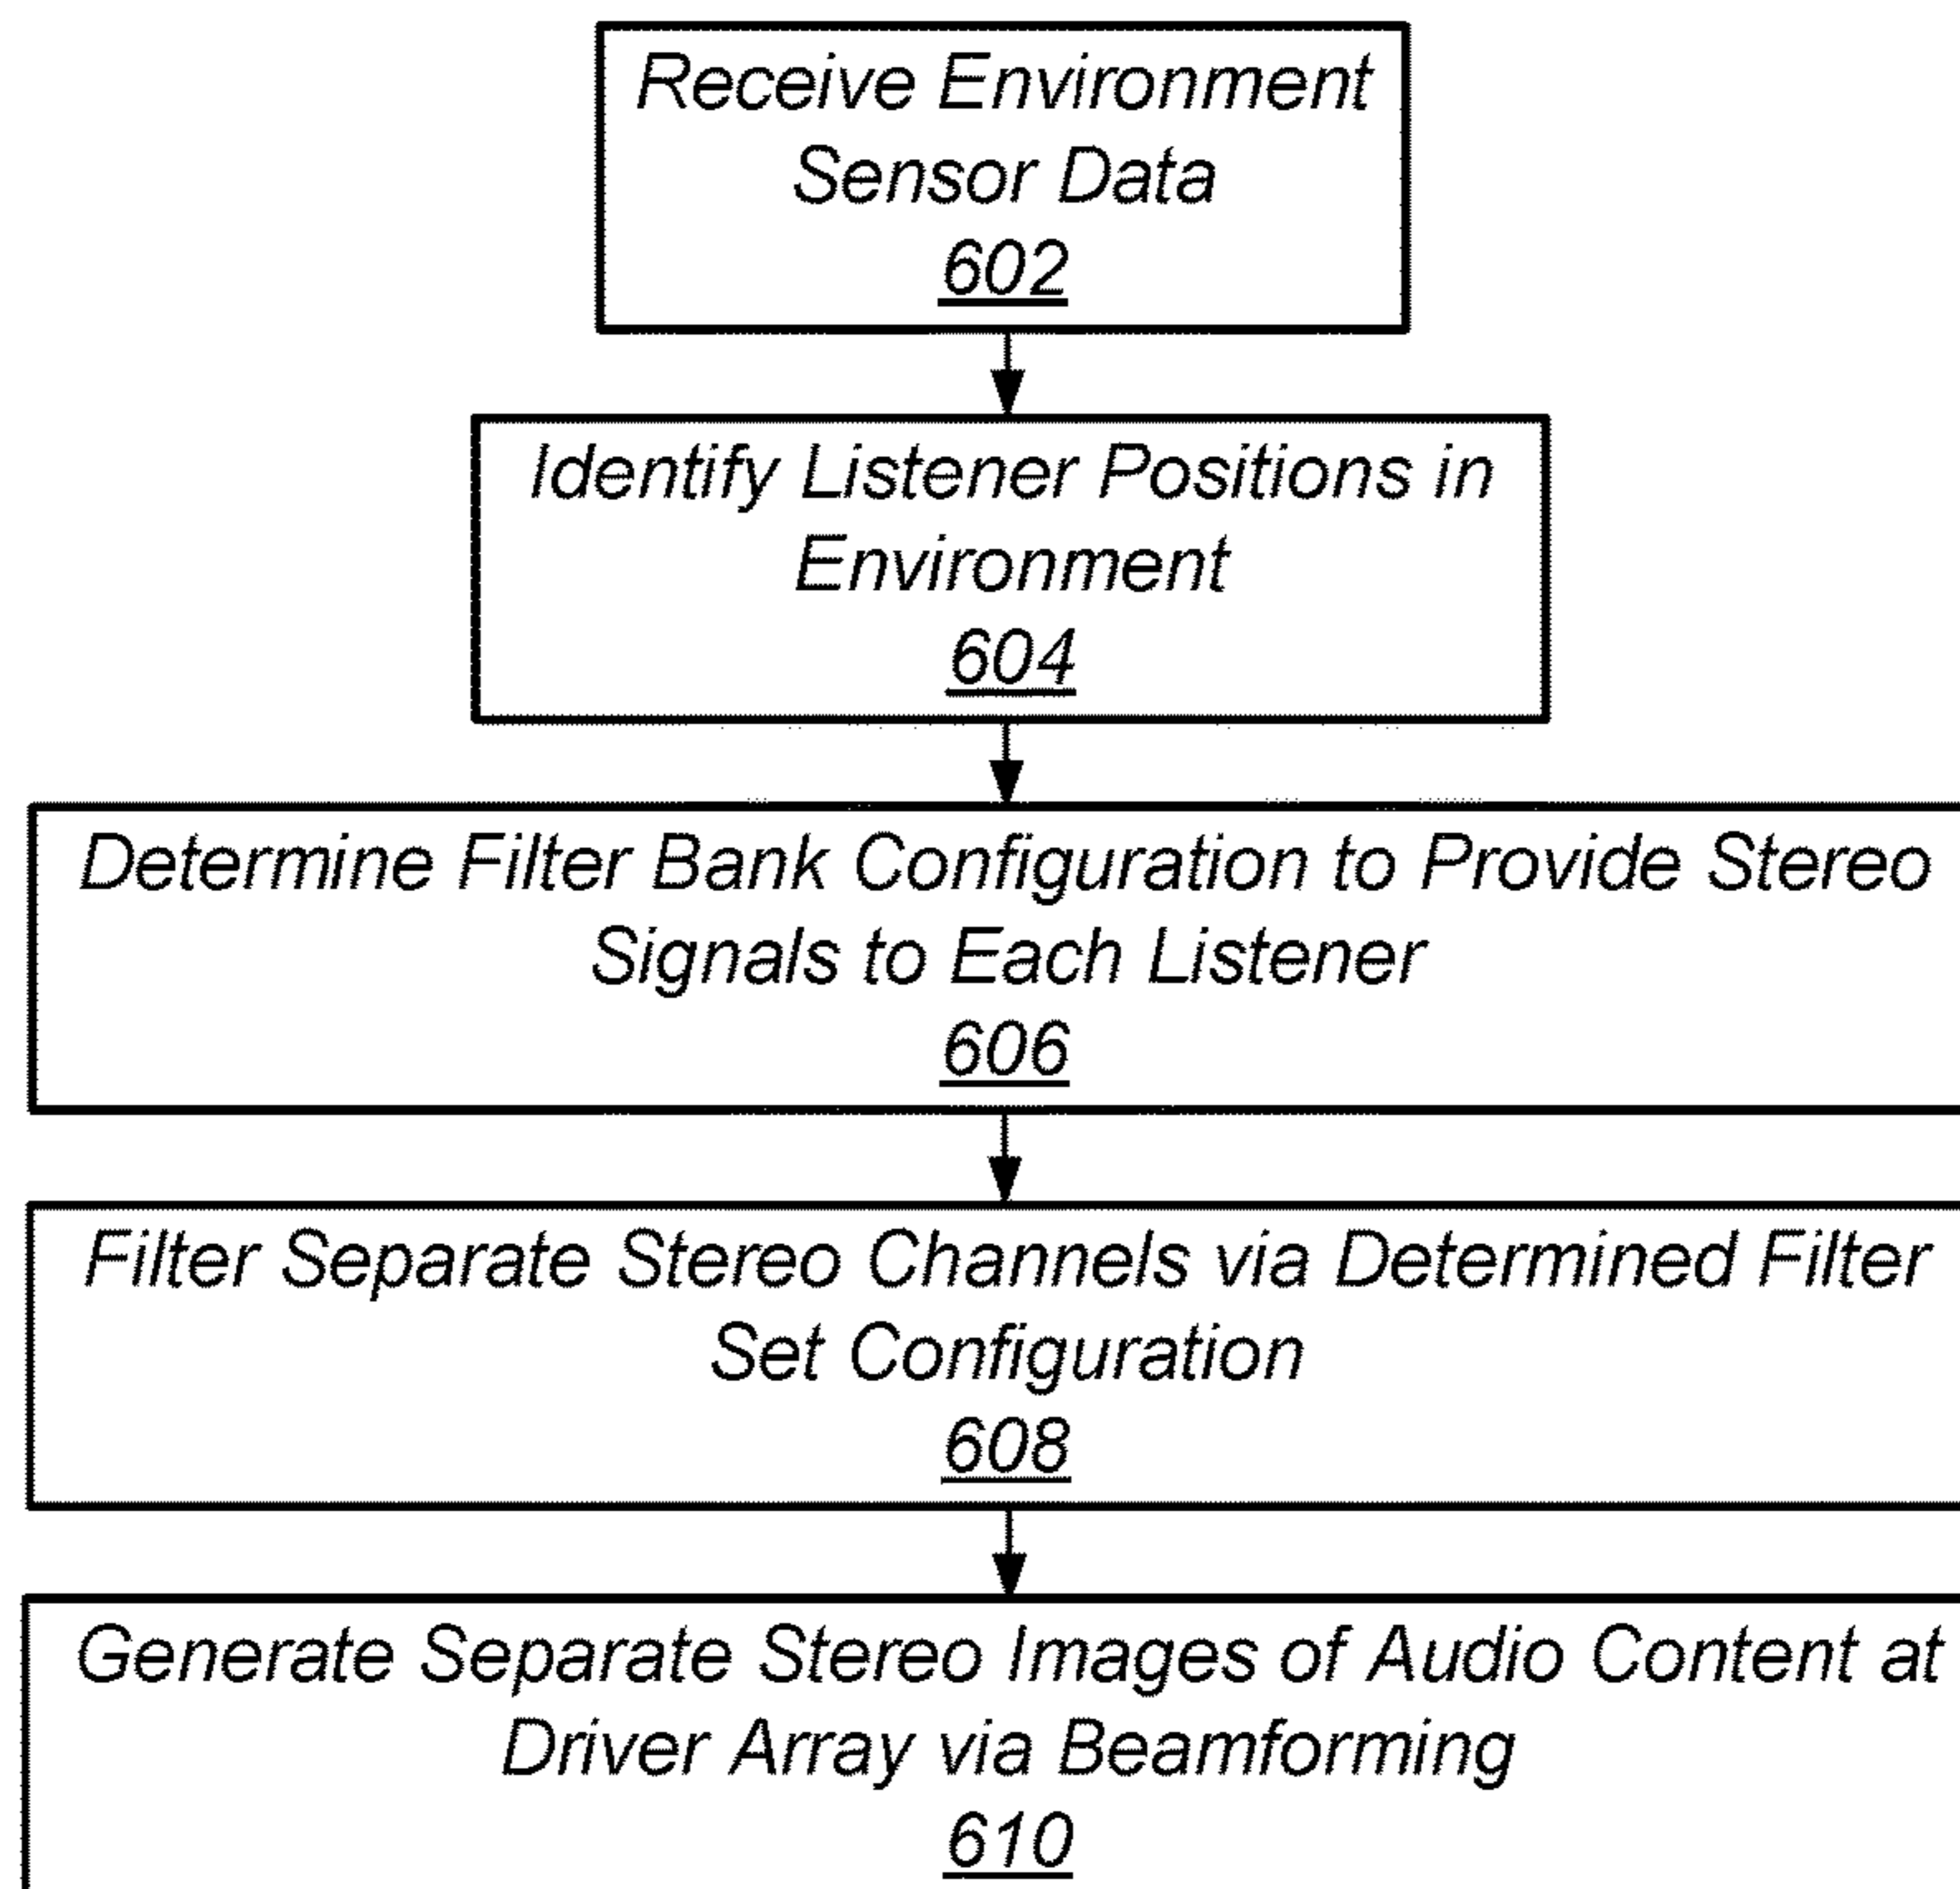 Receive Environment
Sensor Data
602
Identify Listener Positions in
Environment
604
Determine Filter Bank Configuration to Provide Stereo
Signals to Each Listener
606
Filter Separate Stereo Channels via Determined Filter
Set Configuration
608
Generate Separate Stereo Images of Audio Content at
Driver Array via Beamforming
610